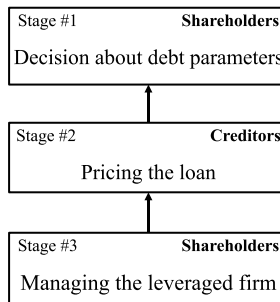 Stage #1 Shareholders
Decision about debt parameters
Stage #2 Creditors
Pricing the loan
Stage #3 Shareholders
Managing the leveraged firm